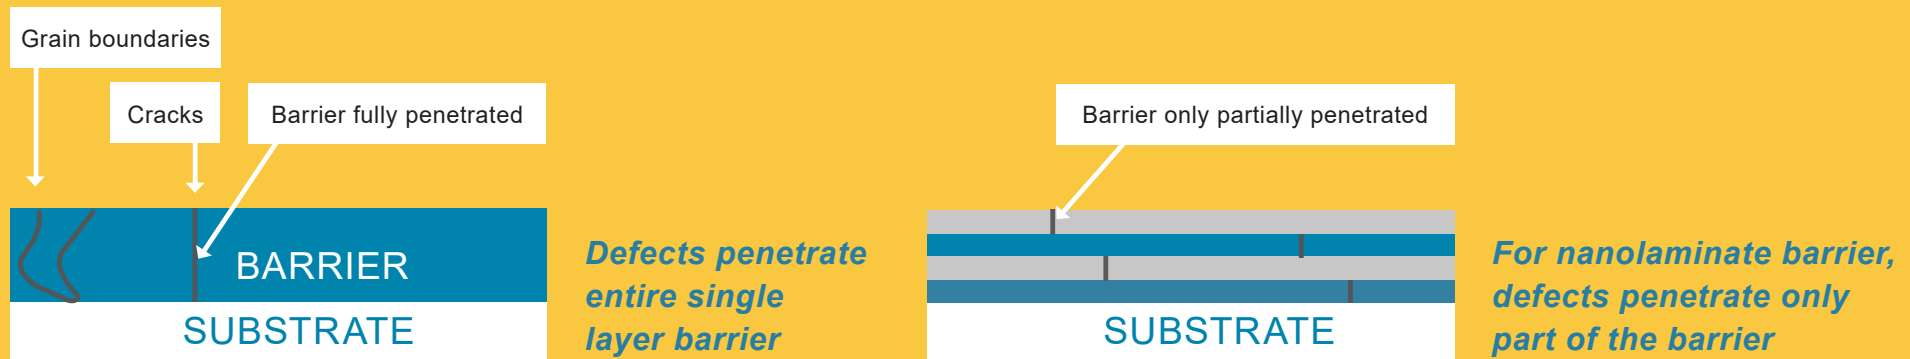 Grain boundaries
Cracks
Barrier fully penetrated
BARRIER
SUBSTRATE
Defects penetrate
entire single
layer barrier
Barrier only partially penetrated
SUBSTRATE
For nanolaminate barrier,
defects penetrate only
part of the barrier